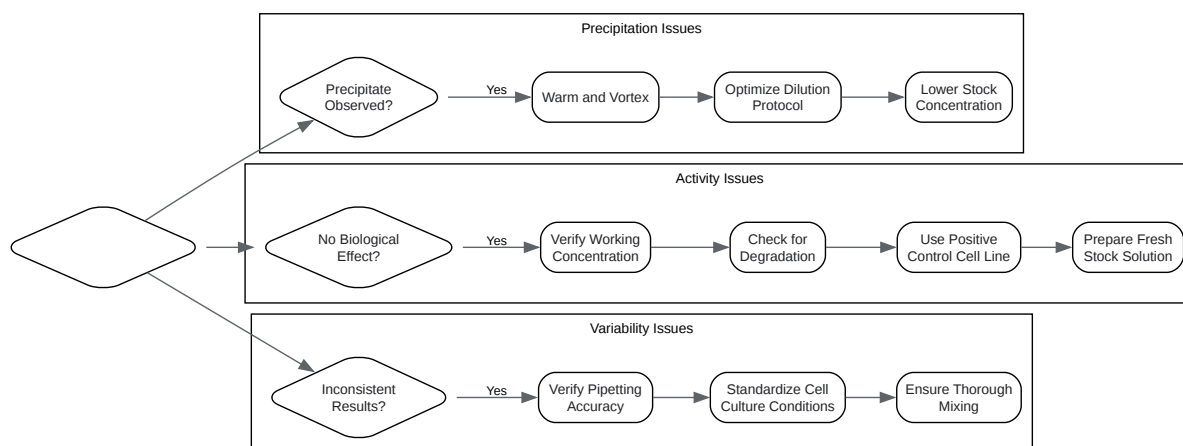 Precipitation Issues
Precipitate
Observed?
Yes
Warm and Vortex
Optimize Dilution
Protocol
Lower Stock
Concentration
Activity Issues
No Biological
Effect?
Yes
Verify Working
Concentration
Check for
Degradation
Use Positive
Control Cell Line
Prepare Fresh
Stock Solution
Variability Issues
Inconsistent
Results?
Yes
Verify Pipetting
Accuracy
Standardize Cell
Culture Conditions
Ensure Thorough
Mixing